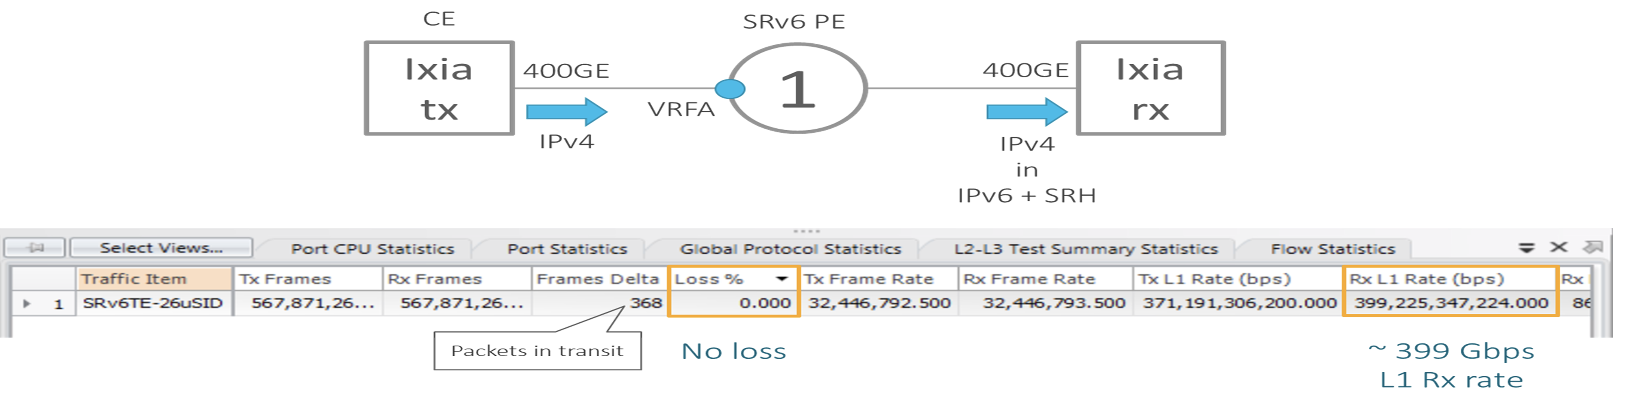 CE
SRv6 PE
Ixia
tx
400GE
IPv4
VRFA
1
400GE
IPv4
in
IPv6 + SRH
Ixia
rx
Select Views... Port CPU Statistics Port Statistics Global Protocol Statistics L2-L3 Test Summary Statistics Flow Statistics
Traffic Item Tx Frames Rx Frames Frames Delta Loss % Tx Frame Rate Rx Frame Rate Tx L1 Rate (bps) Rx L1 Rate (bps) Rx
1 SRv6TE-26uSID 567,871,26... 567,871,26... 368 0.000 32,446,792.500 32,446,793.500 371,191,306,200.000 399,225,347,224.000 86
Packets in transit
No loss
~ 399 Gbps
L1 Rx rate